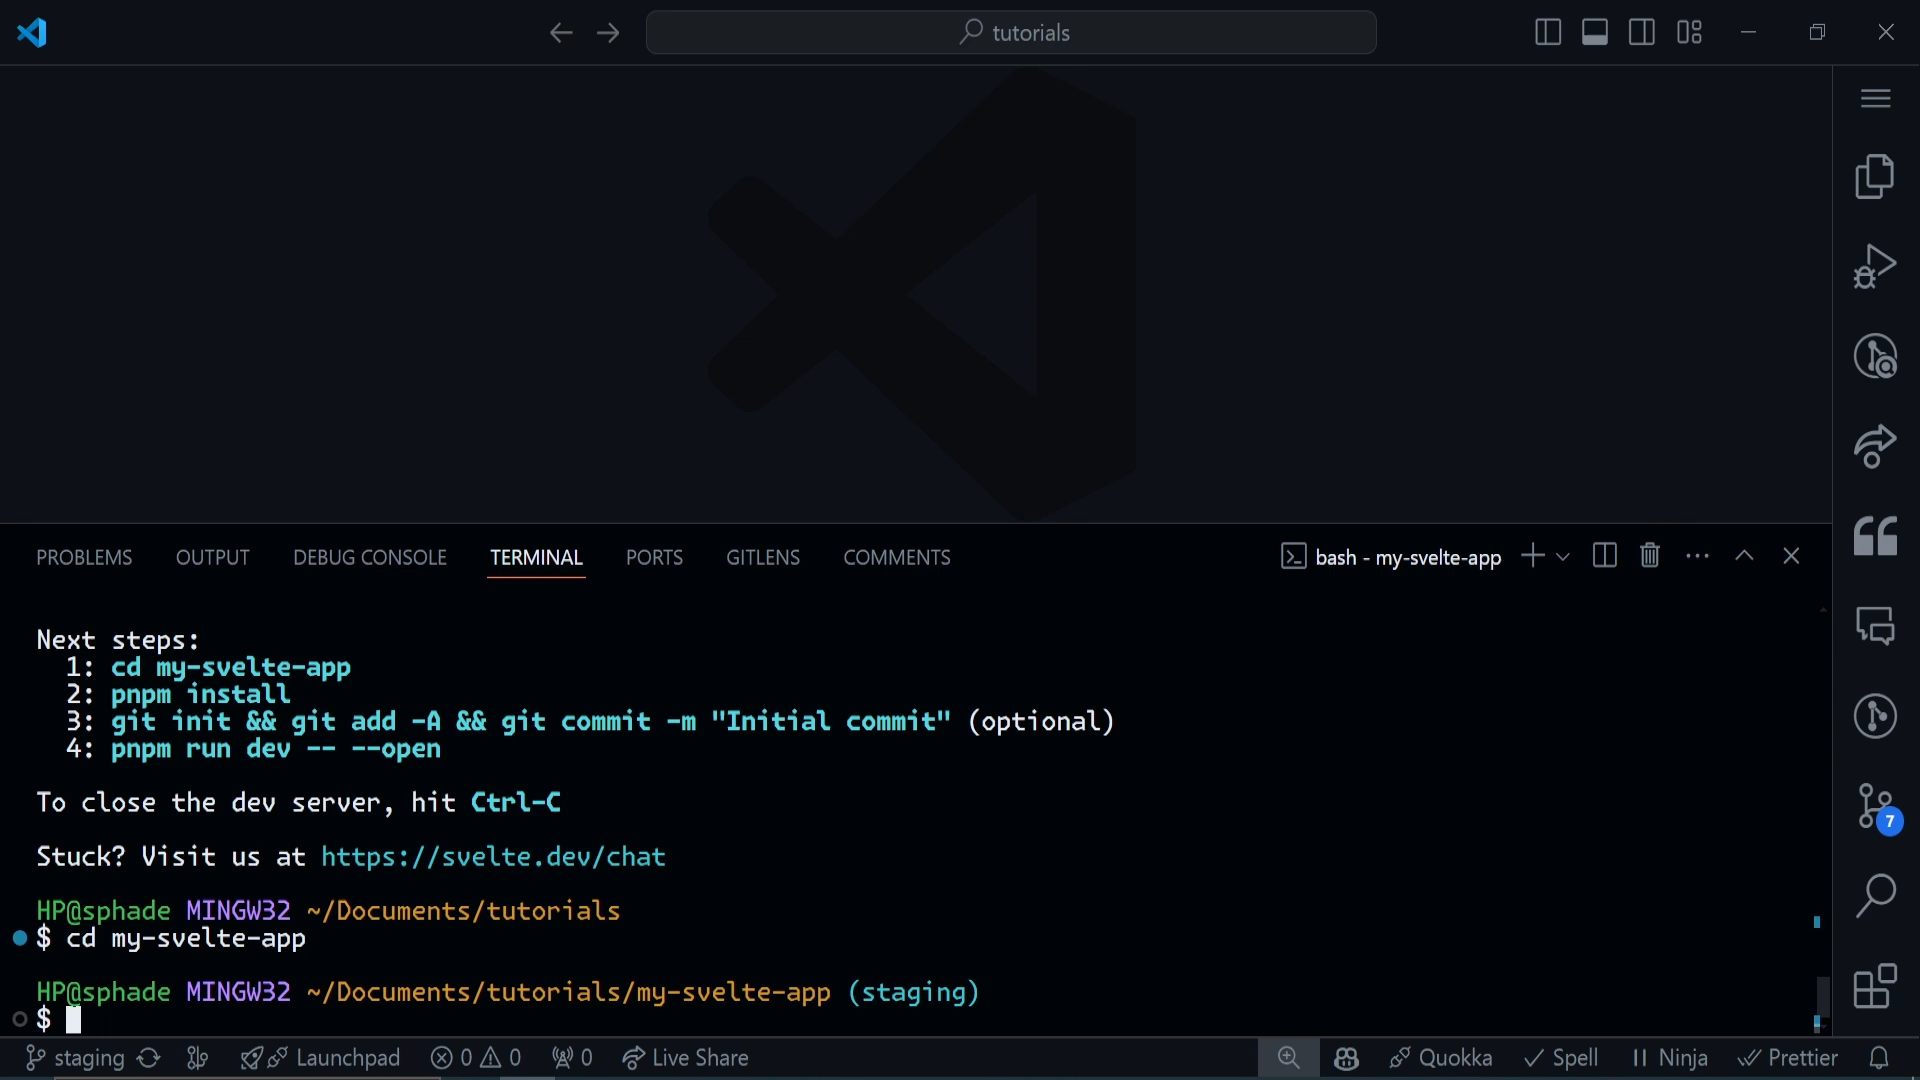 tutorials
PROBLEMS OUTPUT DEBUG CONSOLE TERMINAL PORTS GITLENS COMMENTS bash - my-svelte-app
Next steps:
1: cd my-svelte-app
2: pnpm install
3: git init && git add -A && git commit -m "Initial commit" (optional)
4: pnpm run dev -- --open
To close the dev server, hit Ctrl-C
Stuck? Visit us at https://svelte.dev/chat
HP@sphade MINGW32 ~/Documents/tutorials
$ cd my-svelte-app
HP@sphade MINGW32 ~/Documents/tutorials/my-svelte-app (staging)
$
7
staging Launchpad 0 0 0 Live Share Quokka Spell Ninja Prettier